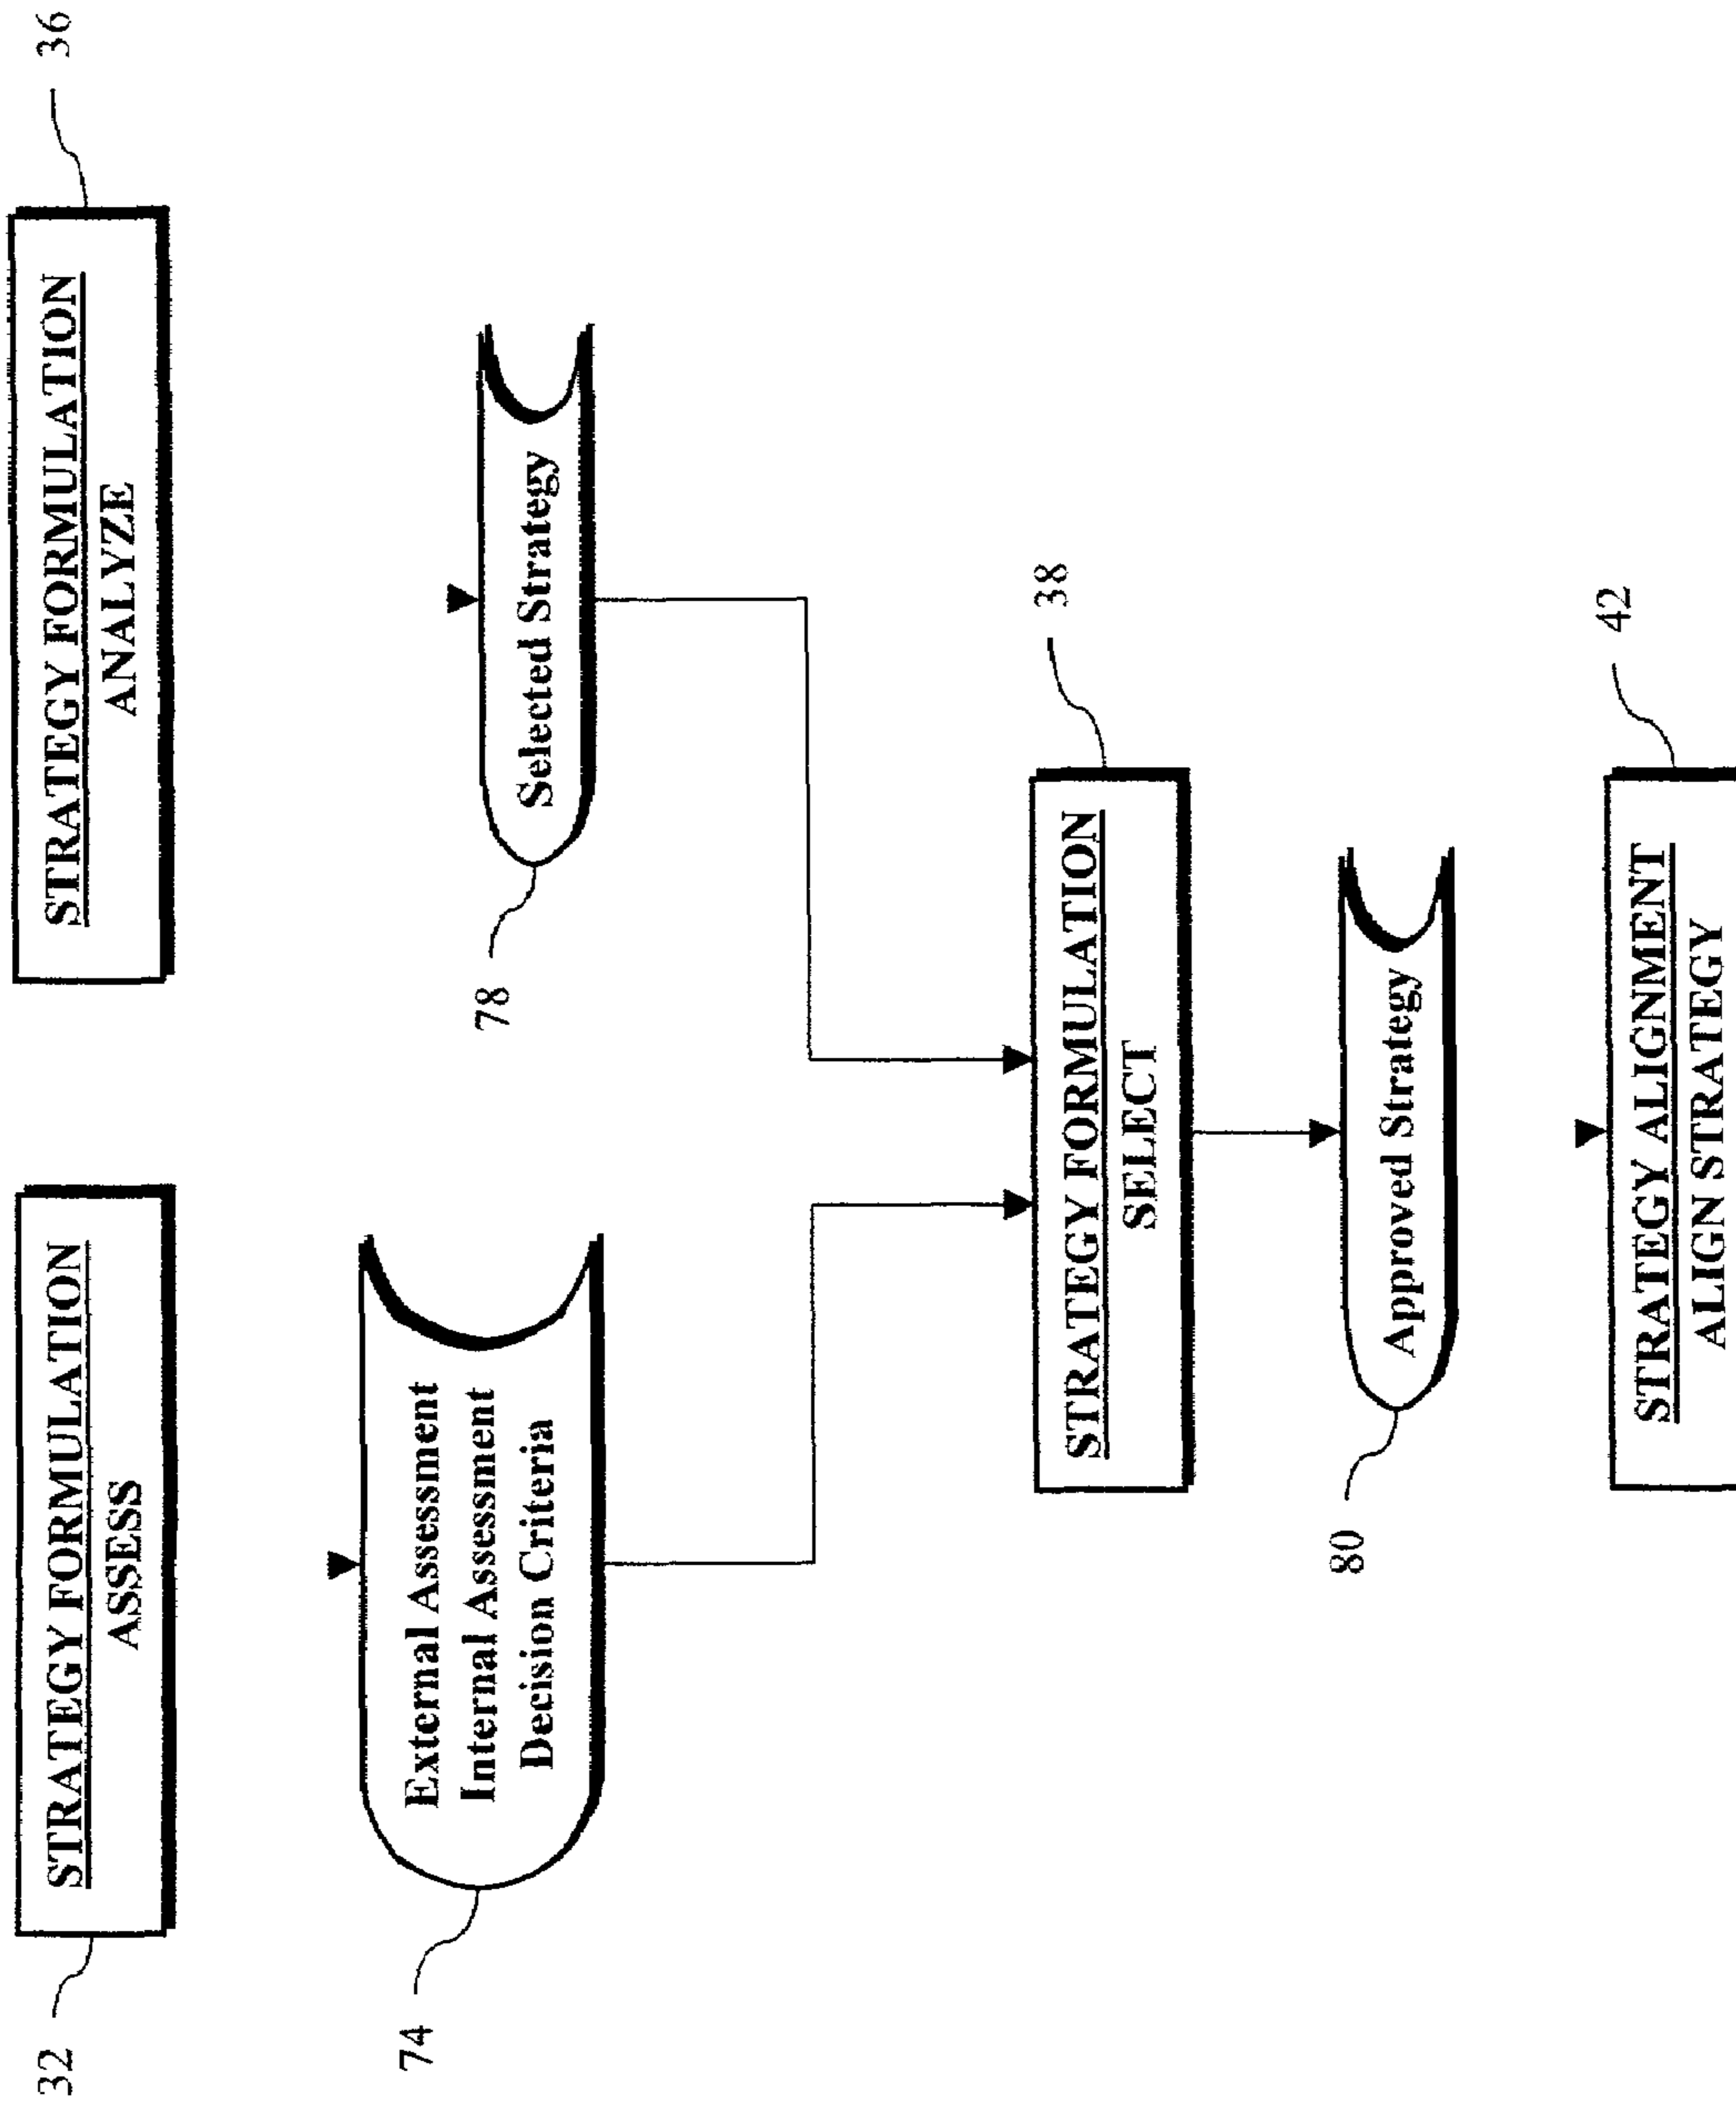 36
STRATEGY FORMULATION
ANALYZE
32
STRATEGY FORMULATION
ASSESS
78
Selected Strategy
74
External Assessment
Internal Assessment
Decision Criteria
38
STRATEGY FORMULATION
SELECT
80
Approved Strategy
42
STRATEGY ALIGNMENT
ALIGN STRATEGY